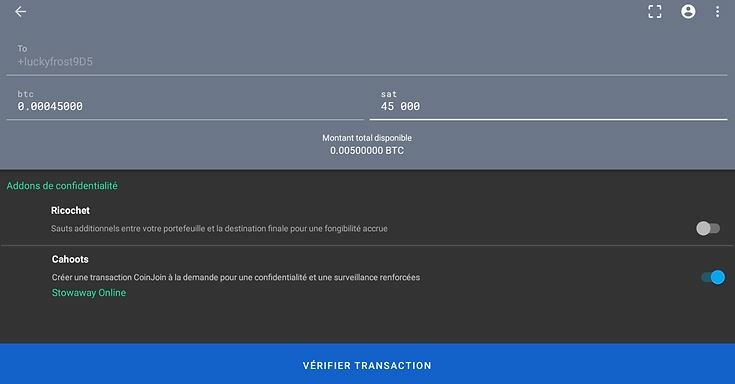 To
+luckyfrost9D5
btc
sat
0.00045000
45 000
Montant total disponible
0.00500000 BTC
Addons de confidentialité
Ricochet
Sauts additionnels entre votre portefeuille et la destination finale pour une fongibilité accrue
Cahoots
Créer une transaction CoinJoin à la demande pour une confidentialité et une surveillance renforcées
Stowaway Online
VÉRIFIER TRANSACTION